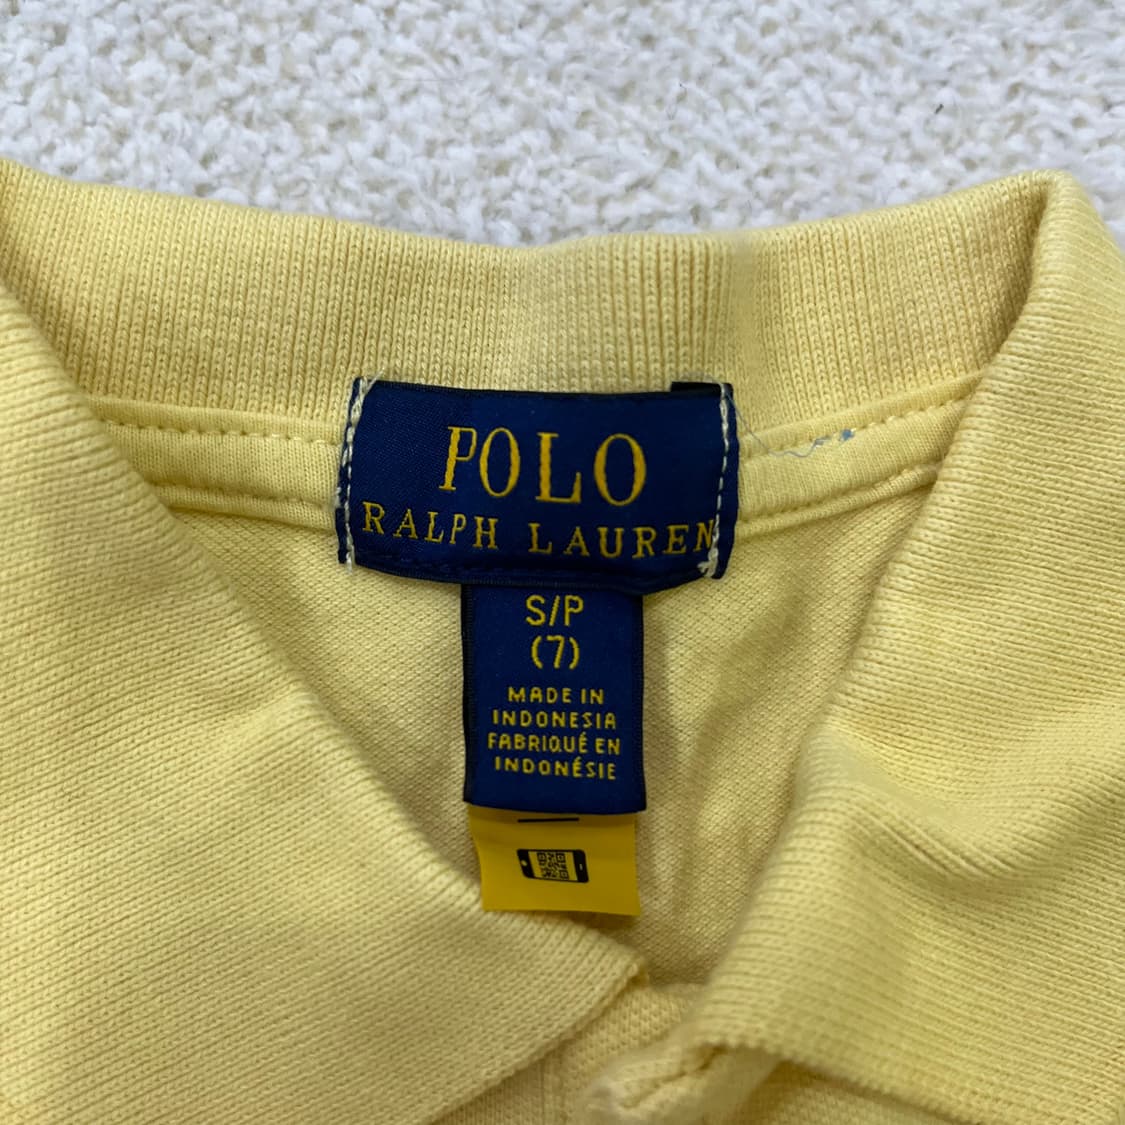 POLO
RALPH LAUREN
S/P
(7)
MADE IN
INDONESIA
FABRIQUÉ EN
INDONÉSIE